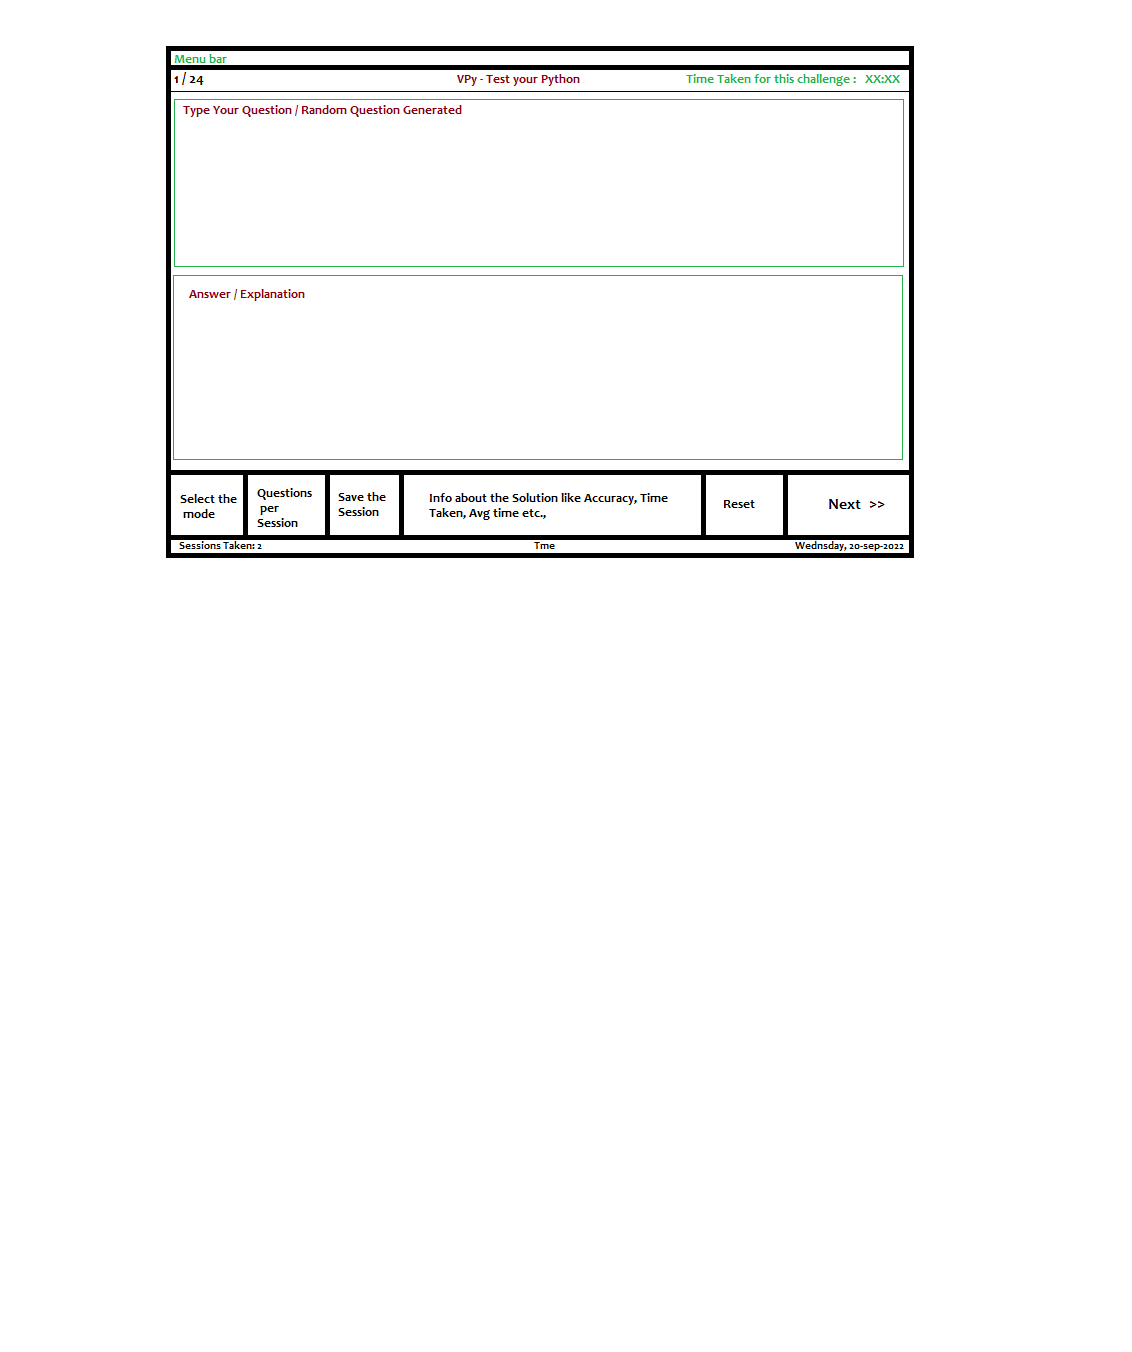 Menu bar
1 / 24
VPy - Test your Python
Time Taken for this challenge : XX:XX
Type Your Question / Random Question Generated
Answer / Explanation
Select the
mode
Questions
per
Session
Save the
Session
Info about the Solution like Accuracy, Time
Taken, Avg time etc.,
Reset
Next >>
Sessions Taken: 2
Tme
Wednsday, 20-sep-2022